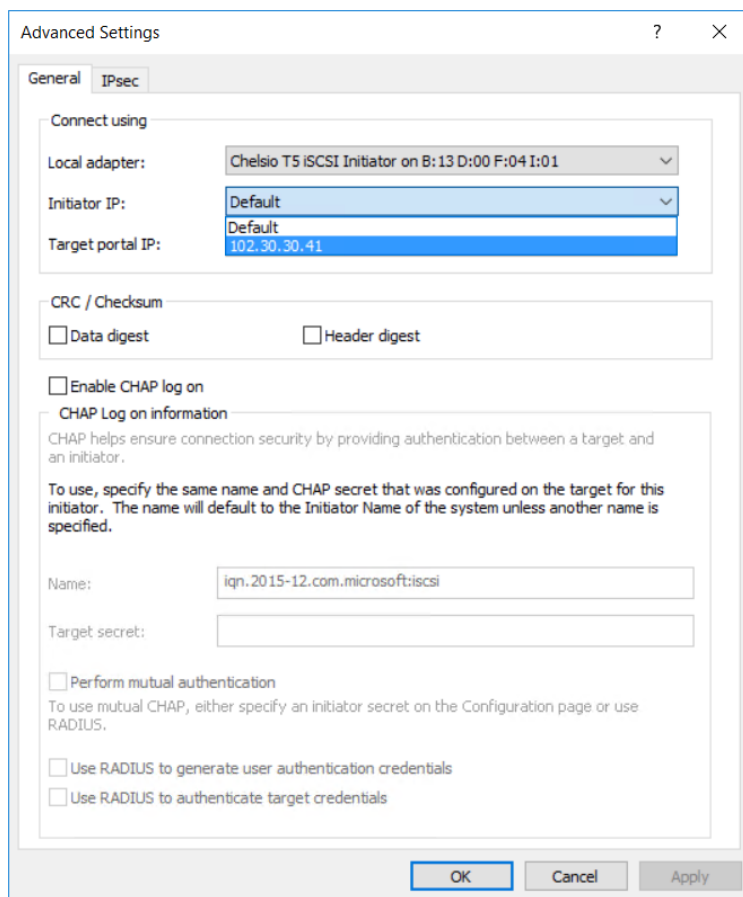 Advanced Settings
?
General
IPsec
Connect using
Local adapter:
Chelsio T5 iSCSI Initiator on B:13 D:00 F:04 I:01
Initiator IP:
Default
Default
Target portal IP:
102.30.30.41
CRC / Checksum
Data digest
Header digest
Enable CHAP log on
CHAP Log on information
CHAP helps ensure connection security by providing authentication between a target and
an initiator.
To use, specify the same name and CHAP secret that was configured on the target for this
initiator. The name will default to the Initiator Name of the system unless another name is
specified.
Name:
iqn.2015-12.com.microsoft:iscsi
Target secret:
Perform mutual authentication
To use mutual CHAP, either specify an initiator secret on the Configuration page or use
RADIUS.
Use RADIUS to generate user authentication credentials
Use RADIUS to authenticate target credentials
OK
Cancel
Apply